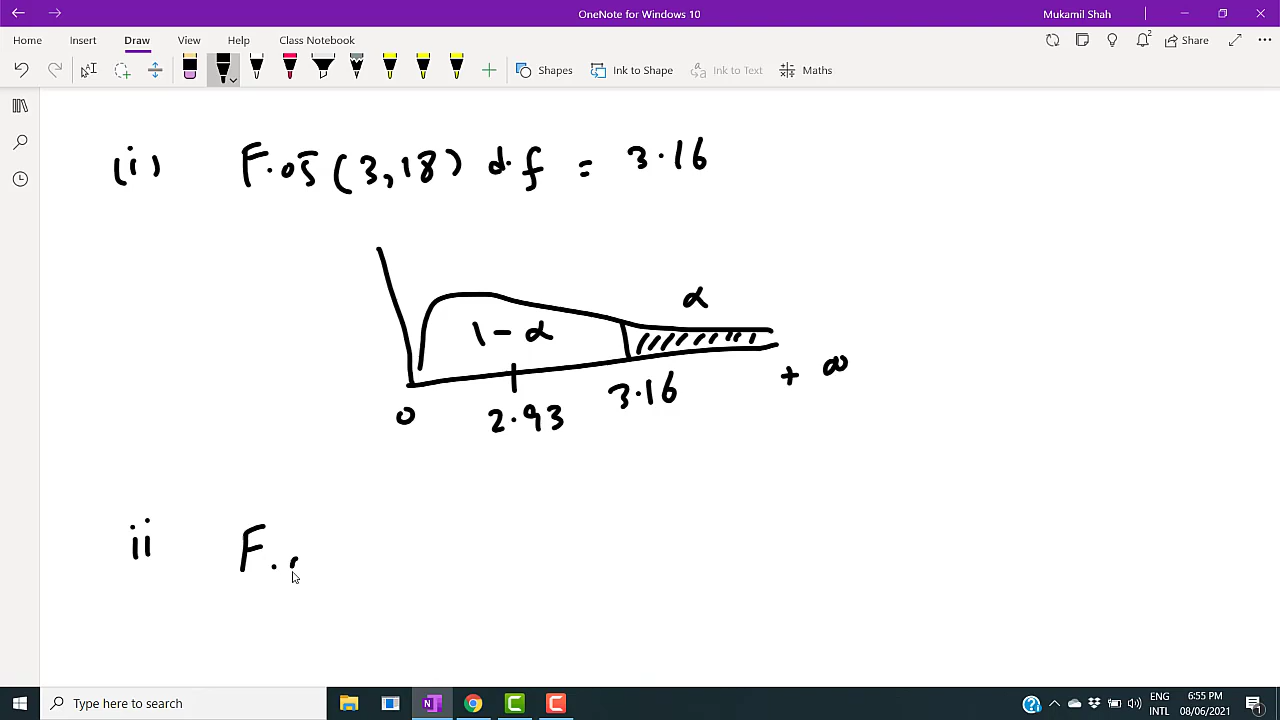 OneNote for Windows 10
Mukamil Shah
Home Insert Draw View Help Class Notebook
Share
Shapes Ink to Shape Ink to Text Maths
(i) F.05 (3,18) d.f = 3.16
α
1 - α
0 2.93 3.16 + ∞
ii F.
Type here to search
ENG
INTL
6:55 PM
08/06/2021